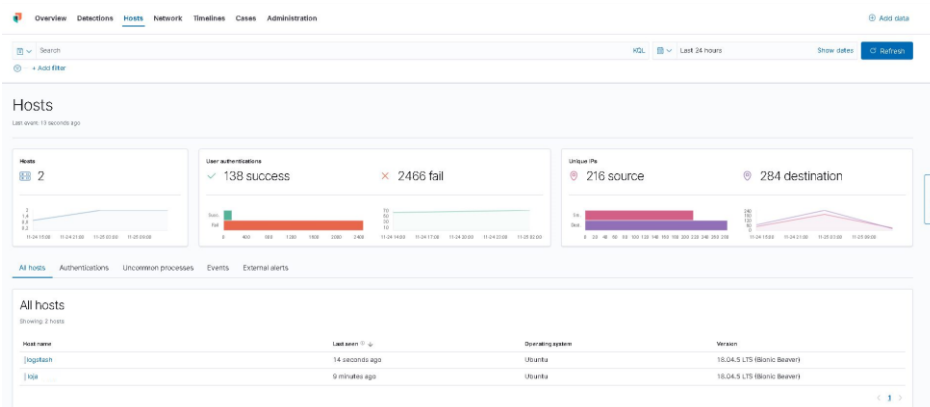 Overview Detections Hosts Network Timelines Cases Administration Add data
Search KQL Last 24 hours Show dates Refresh
+ Add filter
Hosts
Last event: 13 seconds ago
Hosts
2
User authentications
138 success 2466 fail
Unique IPs
216 source 284 destination
All hosts Authentications Uncommon processes Events External alerts
All hosts
Showing: 2 hosts
Host name Last seen Operating system Version
logstash 14 seconds ago Ubuntu 18.04.5 LTS (Bionic Beaver)
loja 9 minutes ago Ubuntu 18.04.5 LTS (Bionic Beaver)
1